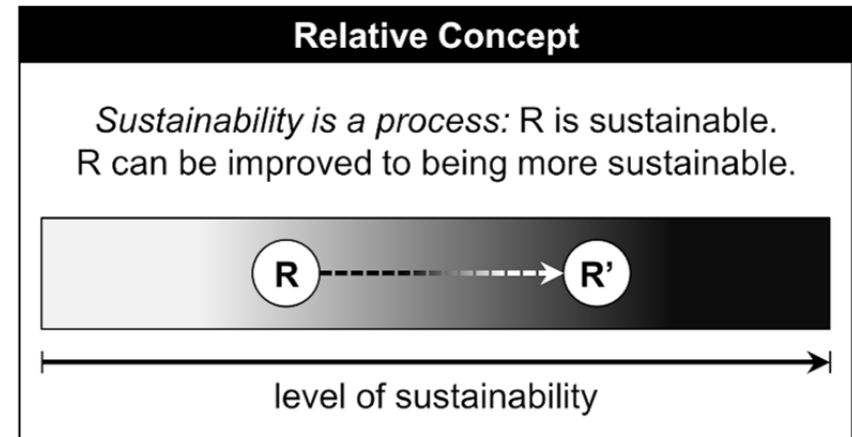 Relative Concept
Sustainability is a process: R is sustainable.
R can be improved to being more sustainable.
R
R’
level of sustainability